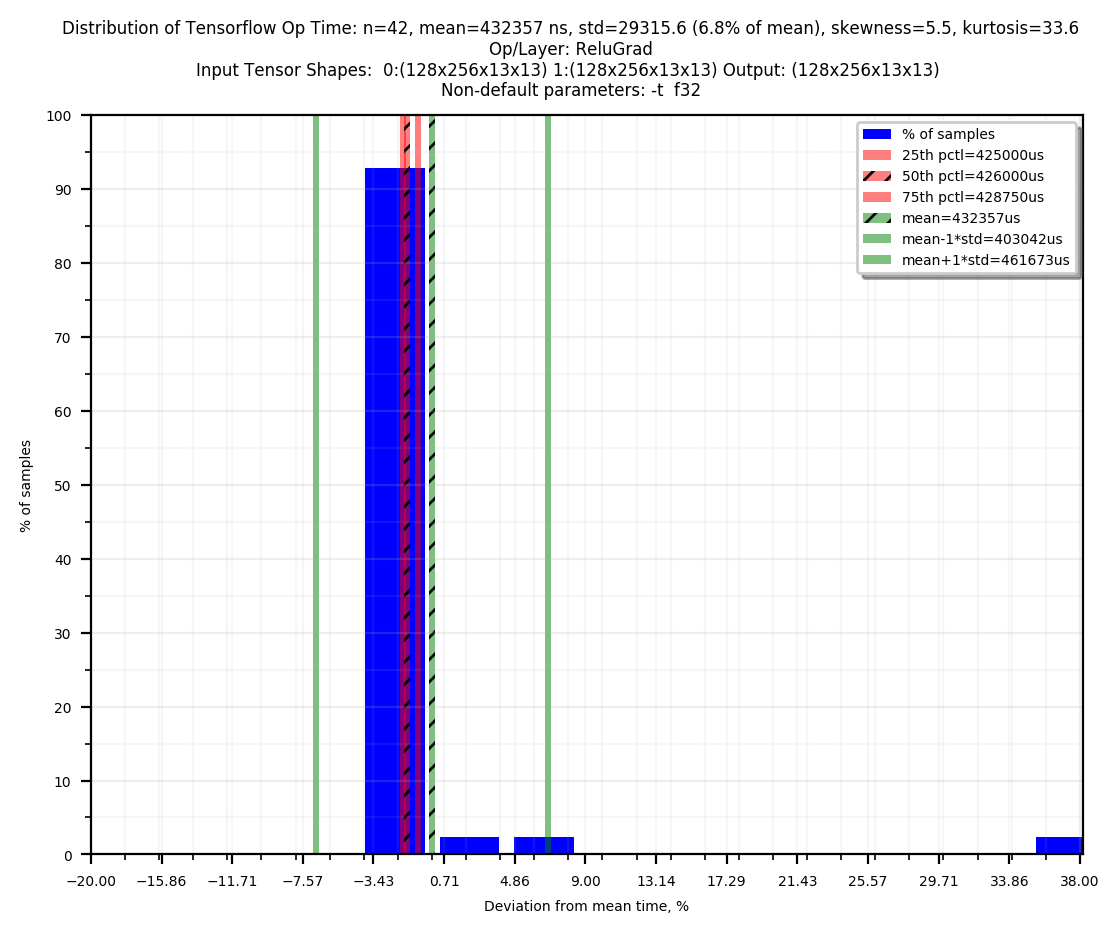 Distribution of Tensorflow Op Time: n=42, mean=432357 ns, std=29315.6 (6.8% of mean), skewness=5.5, kurtosis=33.6
Op/Layer: ReluGrad
Input Tensor Shapes:  0:(128x256x13x13) 1:(128x256x13x13) Output: (128x256x13x13)
Non-default parameters: -t  f32
% of samples
25th pctl=425000us
50th pctl=426000us
75th pctl=428750us
mean=432357us
mean-1*std=403042us
mean+1*std=461673us
100
90
80
70
60
50
40
30
20
10
0
% of samples
−20.00 −15.86 −11.71 −7.57 −3.43 0.71 4.86 9.00 13.14 17.29 21.43 25.57 29.71 33.86 38.00
Deviation from mean time, %